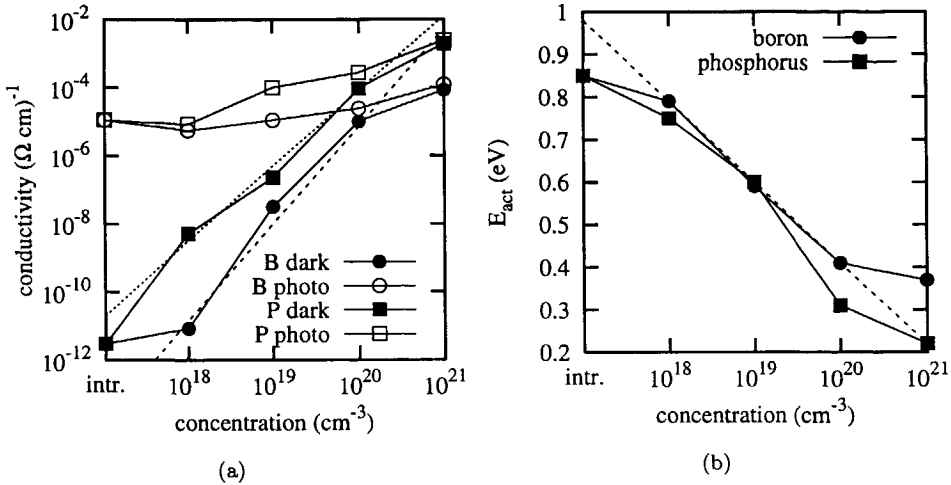 10^-2
10^-4
10^-6
10^-8
10^-10
10^-12
conductivity (Ω cm)^-1
B dark
B photo
P dark
P photo
intr. 10^18 10^19 10^20 10^21
concentration (cm^-3)
(a)
1
0.9
0.8
0.7
0.6
0.5
0.4
0.3
0.2
E_act (eV)
boron
phosphorus
intr. 10^18 10^19 10^20 10^21
concentration (cm^-3)
(b)